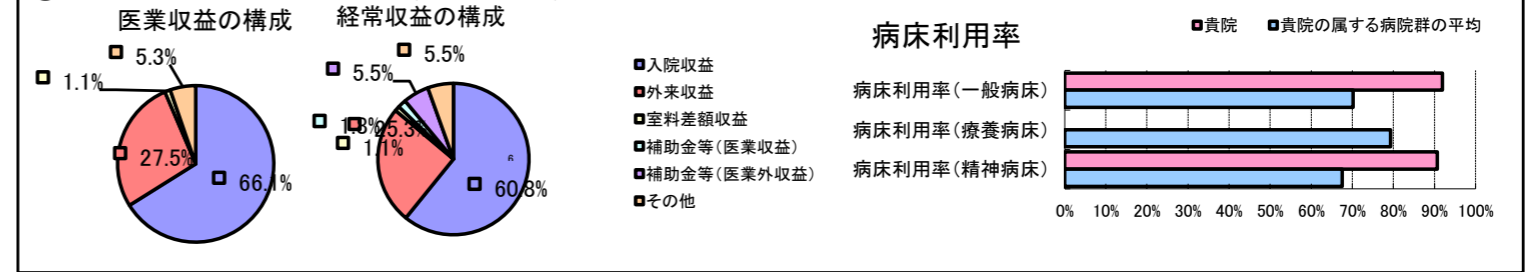 医業収益の構成
5.3%
1.1%
27.5%
66.1%
経常収益の構成
5.5%
5.5%
1.3%
25.3%
1.1%
60.8%
6
入院収益
外来収益
室料差額収益
補助金等(医業収益)
補助金等(医業外収益)
その他
病床利用率
貴院 貴院の属する病院群の平均
病床利用率(一般病床)
病床利用率(療養病床)
病床利用率(精神病床)
0% 10% 20% 30% 40% 50% 60% 70% 80% 90% 100%